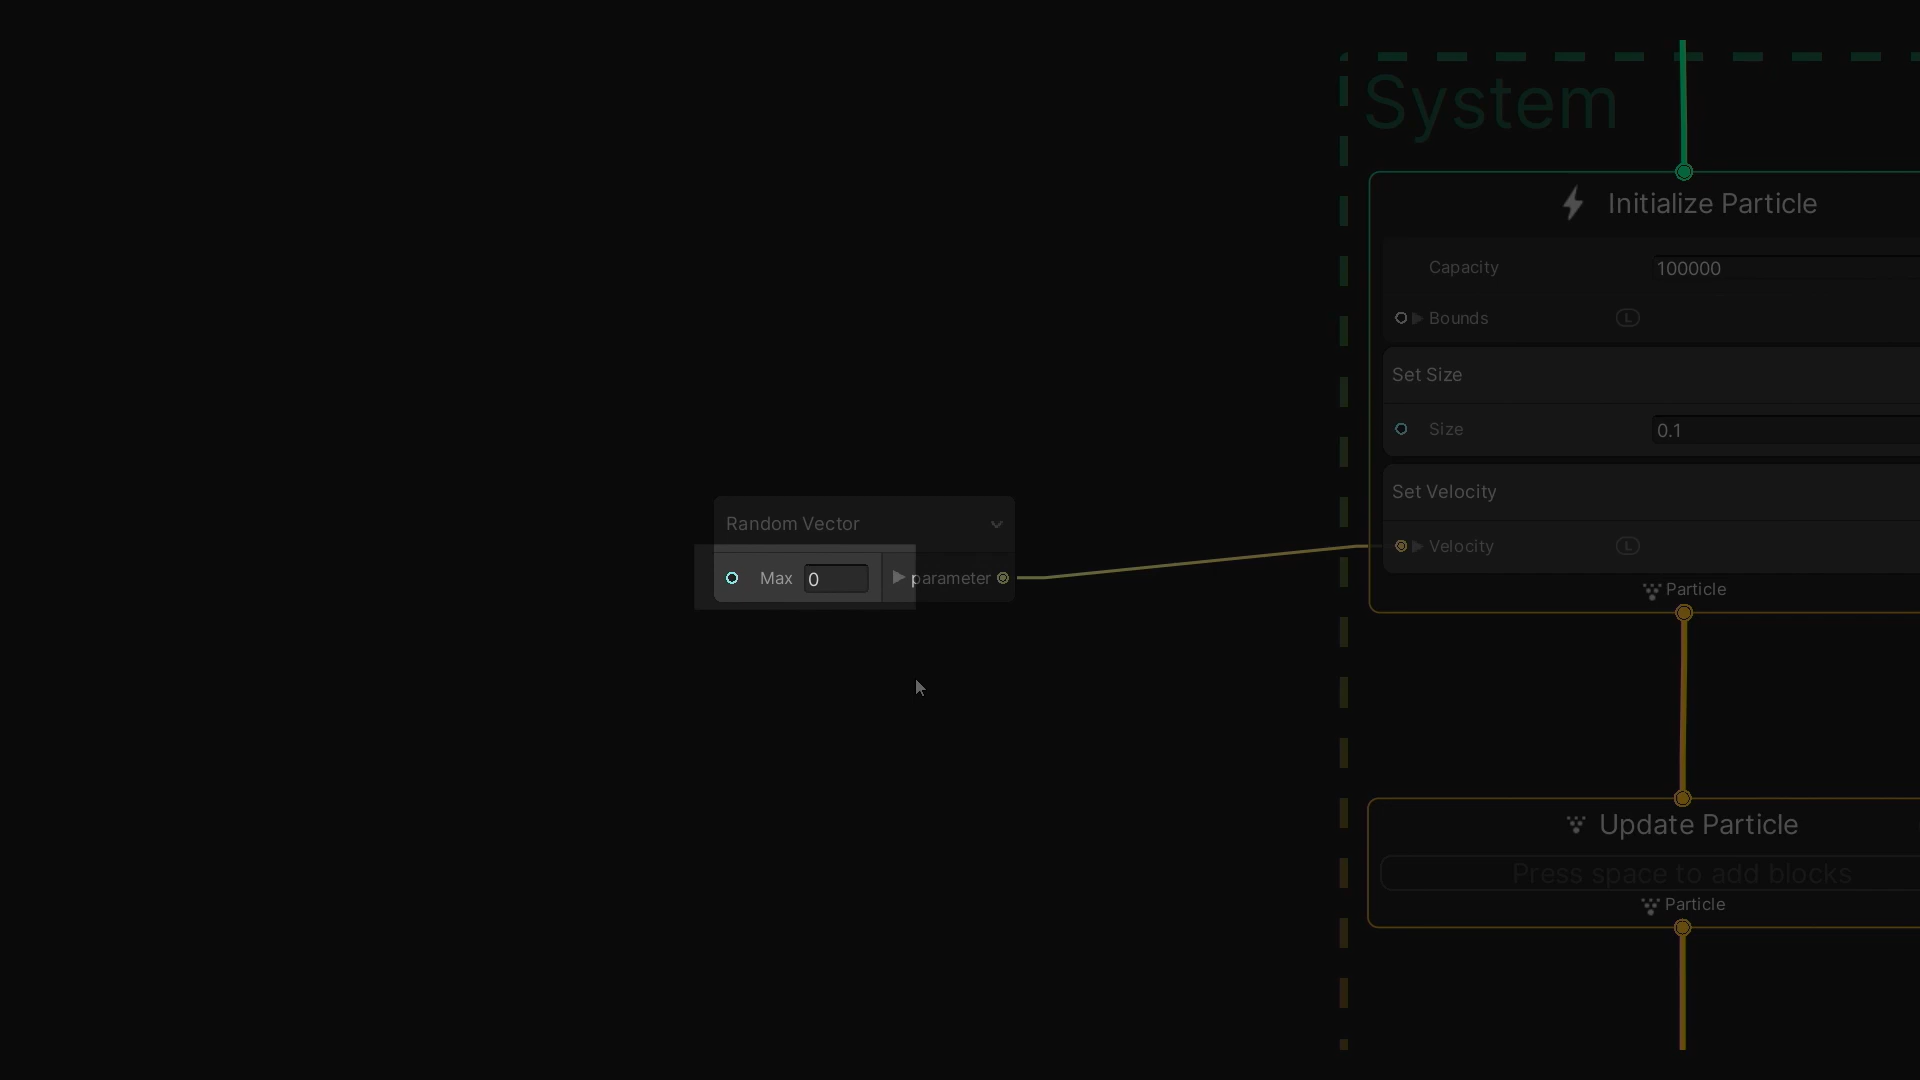 System
Initialize Particle
Capacity 100000
Bounds L
Set Size
Size 0.1
Set Velocity
Velocity L
Particle
Random Vector
Max 0 parameter
Update Particle
Press space to add blocks
Particle